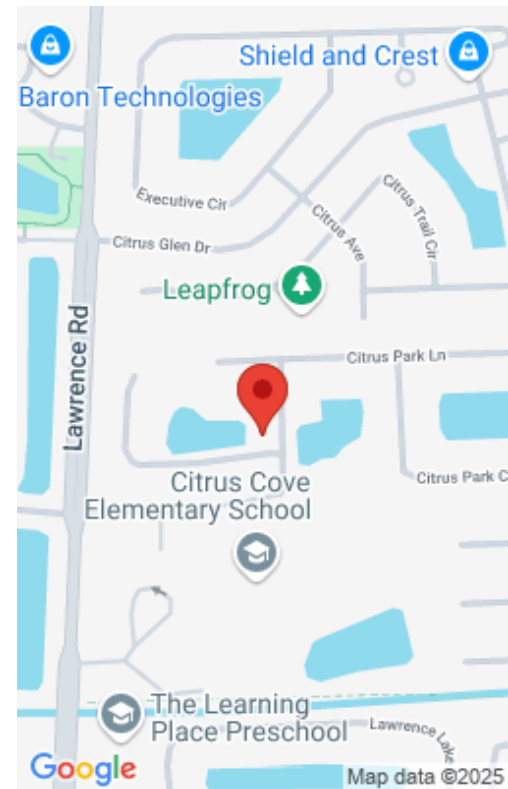 Shield and Crest
Baron Technologies
Executive Cir
Citrus Glen Dr
Citrus Ave
Citrus Trail Cir
Leapfrog
Lawrence Rd
Citrus Park Ln
Citrus Cove
Elementary School
Citrus Park C
The Learning
Place Preschool
Lawrence Lake
Google
Map data ©2025